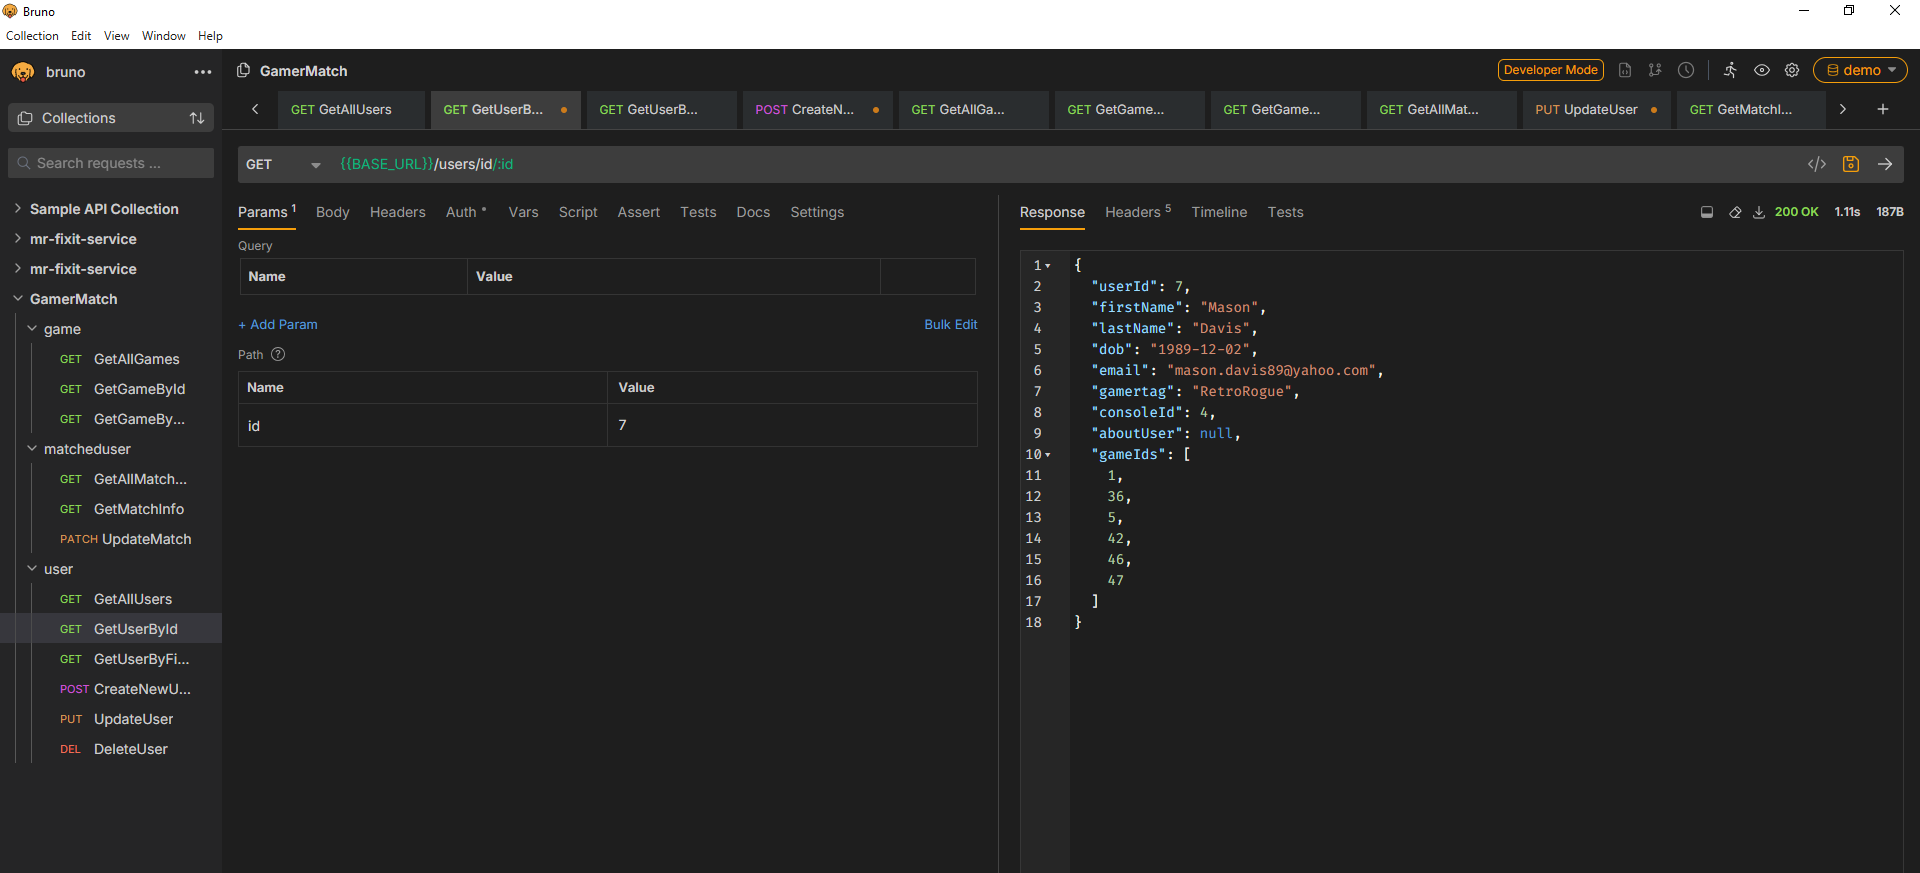 Bruno
Collection Edit View Window Help
bruno
GamerMatch
Developer Mode
demo
Collections
GET GetAllUsers
GET GetUserB...
GET GetUserB...
POST CreateN...
GET GetAllGa...
GET GetGame...
GET GetGame...
GET GetAllMat...
PUT UpdateUser
GET GetMatchI...
Search requests ...
GET {{BASE_URL}}/users/id/:id
Sample API Collection
mr-fixit-service
mr-fixit-service
GamerMatch
game
GET GetAllGames
GET GetGameById
GET GetGameBy...
matcheduser
GET GetAllMatch...
GET GetMatchInfo
PATCH UpdateMatch
user
GET GetAllUsers
GET GetUserById
GET GetUserByFi...
POST CreateNewU...
PUT UpdateUser
DEL DeleteUser
Params 1 Body Headers Auth Vars Script Assert Tests Docs Settings
Query
Name Value
+ Add Param Bulk Edit
Path ?
Name Value
id 7
Response Headers 5 Timeline Tests 200 OK 1.11s 187B
1 {
2 "userId": 7,
3 "firstName": "Mason",
4 "lastName": "Davis",
5 "dob": "1989-12-02",
6 "email": "mason.davis89@yahoo.com",
7 "gamertag": "RetroRogue",
8 "consoleId": 4,
9 "aboutUser": null,
10 "gameIds": [
11 1,
12 36,
13 5,
14 42,
15 46,
16 47
17 ]
18 }